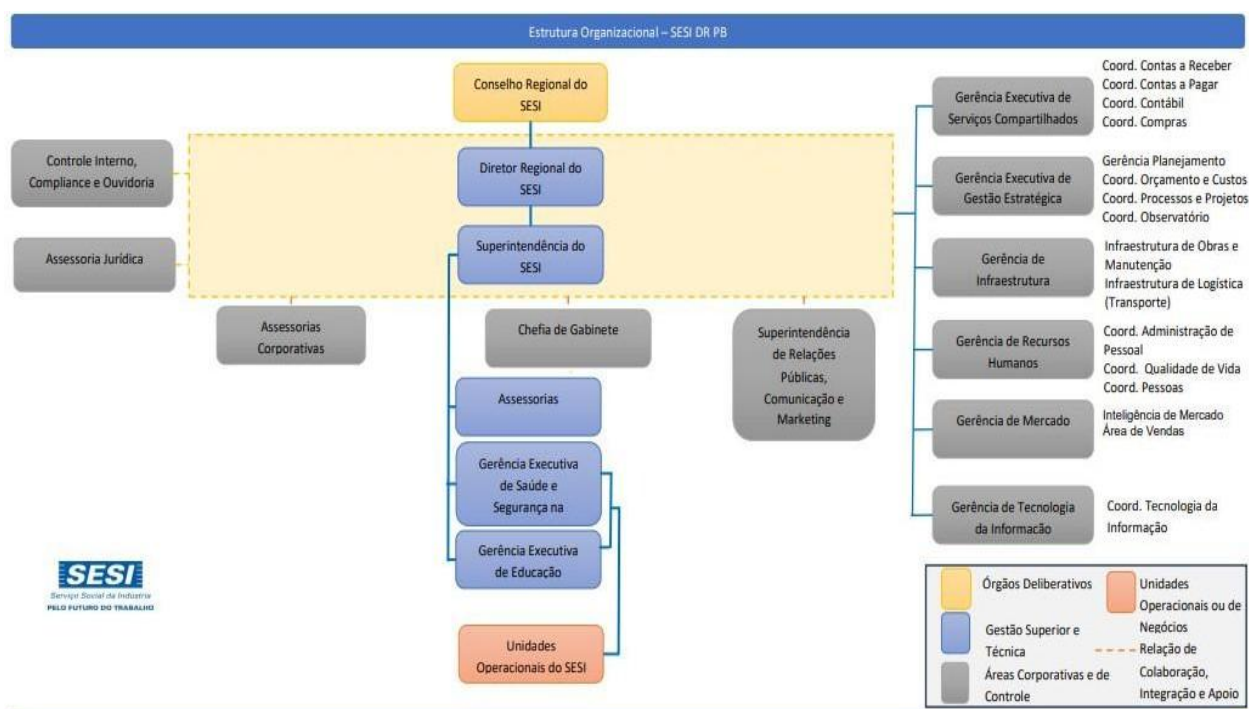 Estrutura Organizacional – SESI DR PB
Conselho Regional do
SESI
Diretor Regional do
SESI
Superintendência do
SESI
Controle Interno,
Compliance e Ouvidoria
Assessoria Jurídica
Assessorias
Corporativas
Chefia de Gabinete
Superintendência
de Relações
Públicas,
Comunicação e
Marketing
Assessorias
Gerência Executiva
de Saúde e
Segurança na
Gerência Executiva
de Educação
Unidades
Operacionais do SESI
Gerência Executiva de
Serviços Compartilhados
Coord. Contas a Receber
Coord. Contas a Pagar
Coord. Contábil
Coord. Compras
Gerência Executiva de
Gestão Estratégica
Gerência Planejamento
Coord. Orçamento e Custos
Coord. Processos e Projetos
Coord. Observatório
Gerência de
Infraestrutura
Infraestrutura de Obras e
Manutenção
Infraestrutura de Logística
(Transporte)
Gerência de Recursos
Humanos
Coord. Administração de
Pessoal
Coord. Qualidade de Vida
Coord. Pessoas
Gerência de Mercado
Inteligência de Mercado
Área de Vendas
Gerência de Tecnologia
da Informação
Coord. Tecnologia da
Informação
SESI
Serviço Social da Indústria
PELO FUTURO DO TRABALHO
Órgãos Deliberativos
Gestão Superior e
Técnica
Áreas Corporativas e de
Controle
Unidades
Operacionais ou de
Negócios
Relação de
Colaboração,
Integração e Apoio